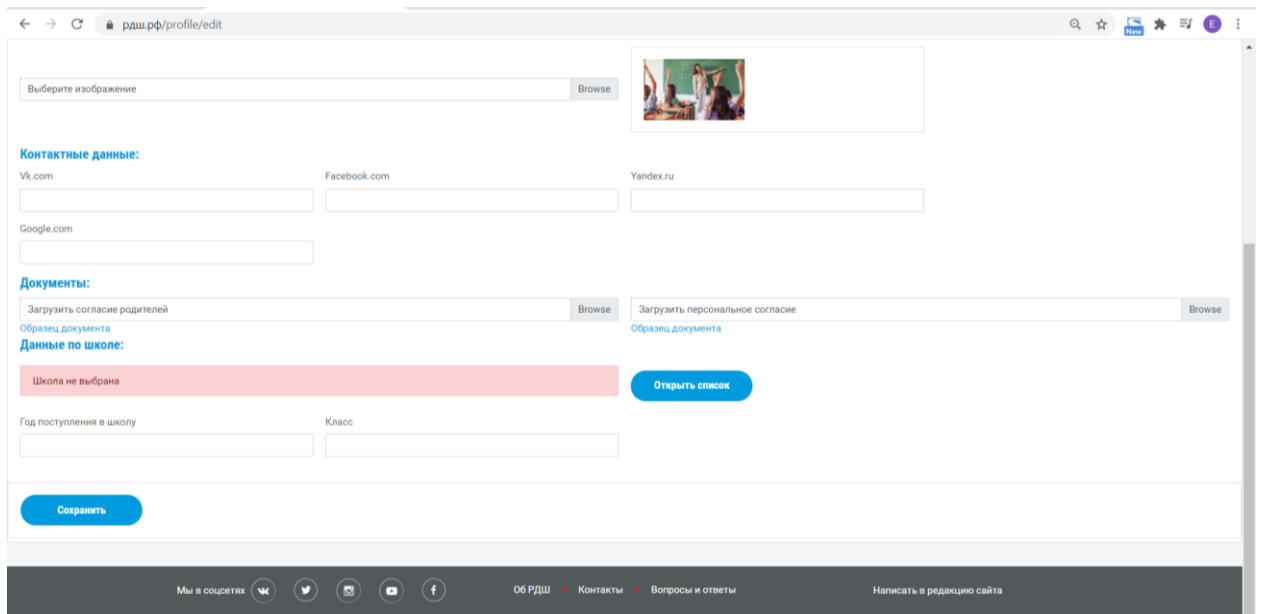 рдш.рф/profile/edit
New
E
Выберите изображение Browse
Контактные данные:
Vk.com Facebook.com Yandex.ru
Google.com
Документы:
Загрузить согласие родителей Browse Загрузить персональное согласие Browse
Образец документа Образец документа
Данные по школе:
Школа не выбрана Открыть список
Год поступления в школу Класс
Сохранить
Мы в соцсетях Об РДШ Контакты Вопросы и ответы Написать в редакцию сайта